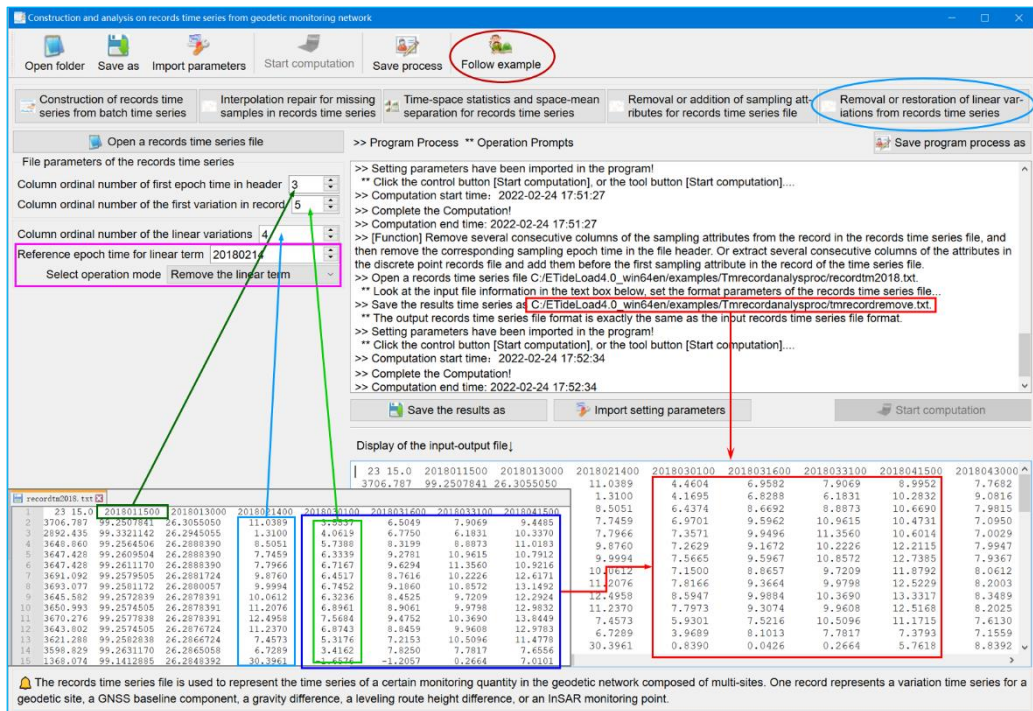 Construction and analysis on records time series from geodetic monitoring network
Open folder Save as Import parameters Start computation Save process Follow example
Construction of records time series from batch time series
Interpolation repair for missing samples in records time series
Time-space statistics and space-mean separation for records time series
Removal or addition of sampling att-ributes for records time series file
Removal or restoration of linear var-iations from records time series
Open a records time series file
>> Program Process ** Operation Prompts
Save program process as
File parameters of the records time series
Column ordinal number of first epoch time in header 3
Column ordinal number of the first variation in record 5
Column ordinal number of the linear variations 4
Reference epoch time for linear term 20180214
Select operation mode Remove the linear term
>> Setting parameters have been imported in the program!
** Click the control button [Start computation], or the tool button [Start computation]....
>> Computation start time: 2022-02-24 17:51:27
>> Complete the Computation!
>> Computation end time: 2022-02-24 17:51:27
>> [Function] Remove several consecutive columns of the sampling attributes from the record in the records time series file, and
then remove the corresponding sampling epoch time in the file header. Or extract several consecutive columns of the attributes in
the discrete point records file and add them before the first sampling attribute in the record of the time series file.
>> Open a records time series file C:/ETideLoad4.0_win64en/examples/Tmrecordanalysproc/recordtm2018.txt.
** Look at the input file information in the text box below, set the format parameters of the records time series file...
>> Save the results time series as C:/ETideLoad4.0_win64en/examples/Tmrecordanalysproc/tmrecordremove.txt.
** The output records time series file format is exactly the same as the input records time series file format.
>> Setting parameters have been imported in the program!
** Click the control button [Start computation], or the tool button [Start computation]....
>> Computation start time: 2022-02-24 17:52:34
>> Complete the Computation!
>> Computation end time: 2022-02-24 17:52:34
Save the results as Import setting parameters Start computation
Display of the input-output file↓
23 15.0 2018011500 2018013000 2018021400 2018030100 2018031600 2018033100 2018041500 2018043000
3706.787 99.2507841 26.3055050 11.0389 4.4604 6.9582 7.9069 8.9952 7.7682
1.3100 4.1695 6.8288 6.1831 10.2832 9.0816
8.5051 6.4374 8.6692 8.8873 10.6690 7.9815
7.7459 6.9701 9.5962 10.9615 10.4731 7.0950
7.7966 7.3571 9.9496 11.3560 10.6014 7.0029
9.8760 7.2629 9.1672 10.2226 12.2115 7.9947
9.9994 7.5665 9.5967 10.8572 12.7385 7.9367
10.0612 7.1500 8.8657 9.7209 11.8792 8.0612
11.2076 7.8166 9.3664 9.9798 12.5229 8.2003
12.4958 8.5947 9.9884 10.3690 13.3317 8.3489
11.2370 7.7973 9.3074 9.9608 12.5168 8.2025
7.4573 5.9301 7.5216 10.5096 11.1715 7.6130
6.7289 3.9689 8.1013 7.7817 7.3793 7.1559
30.3961 0.8390 0.0426 0.2664 5.7618 8.8392
recordtm2018.txt
1 23 15.0 2018011500 2018013000 2018021400 2018030100 2018031600 2018033100 2018041500
2 3706.787 99.2507841 26.3055050 11.0389 6.5049 7.9069 9.4485
3 2892.435 99.3321142 26.2945055 1.3100 4.0619 6.7750 6.1831 10.3370
4 3648.860 99.2564506 26.2888390 8.5051 5.7388 8.3199 8.8873 11.0183
5 3647.428 99.2609504 26.2888390 7.7459 6.3339 9.2781 10.9615 10.7912
6 3647.428 99.2611170 26.2888390 7.7966 6.7167 9.6294 11.3560 10.9216
7 3691.092 99.2579505 26.2881724 9.8760 6.4517 8.7616 10.2226 12.6171
8 3693.077 99.2581172 26.2880057 9.9994 6.7452 9.1860 10.8572 13.1492
9 3645.582 99.2572839 26.2878391 10.0612 6.3236 8.4525 9.7209 12.2924
10 3650.993 99.2574505 26.2878391 11.2076 6.8961 8.9061 9.9798 12.9832
11 3670.276 99.2577838 26.2878391 12.4958 7.5684 9.4752 10.3690 13.8449
12 3643.802 99.2574505 26.2876724 11.2370 6.8743 8.8459 9.9608 12.9783
13 3621.288 99.2582838 26.2866724 7.4573 5.3176 7.2153 10.5096 11.4778
14 3598.829 99.2631170 26.2865058 6.7289 3.4162 7.8250 7.7817 7.6556
15 1368.074 99.1412885 26.2848392 30.3961 -1.6576 -1.2057 0.2664 7.0101
The records time series file is used to represent the time series of a certain monitoring quantity in the geodetic network composed of multi-sites. One record represents a variation time series for a
geodetic site, a GNSS baseline component, a gravity difference, a leveling route height difference, or an InSAR monitoring point.